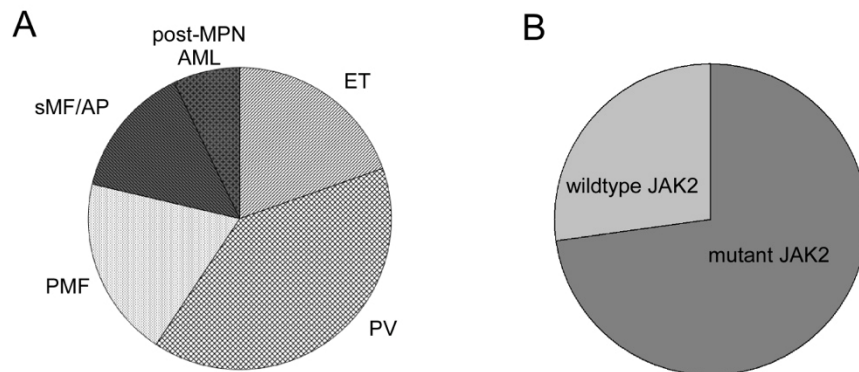 A
post-MPN
AML
ET
sMF/AP
PMF
PV
B
wildtype JAK2
mutant JAK2